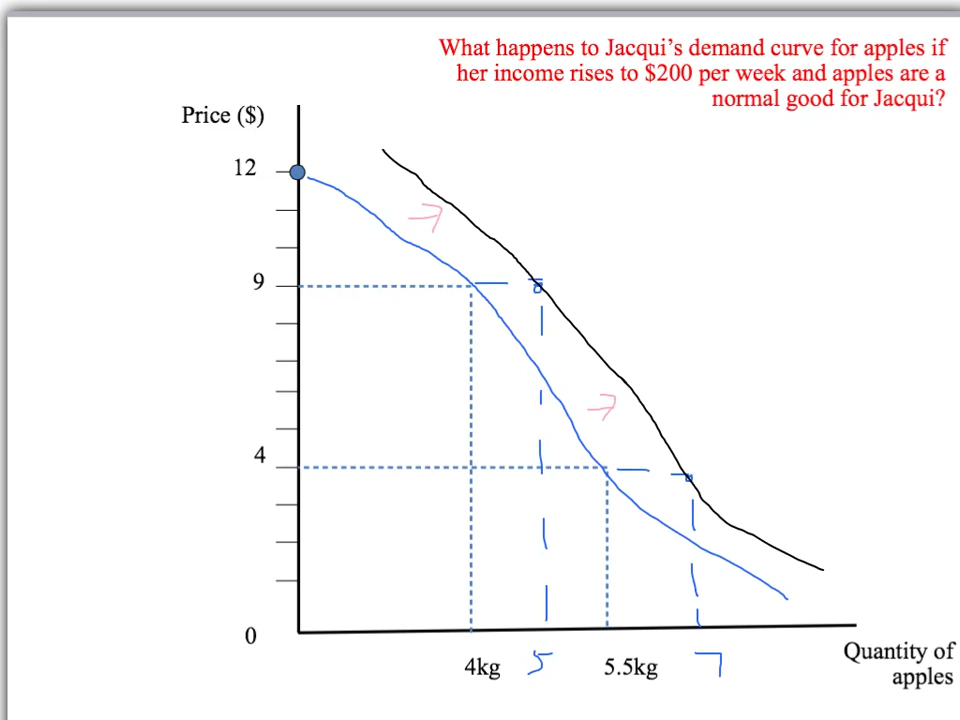 What happens to Jacqui’s demand curve for apples if
her income rises to $200 per week and apples are a
normal good for Jacqui?
Price ($)
12
9
4
0
4kg 5 5.5kg 7
Quantity of
apples